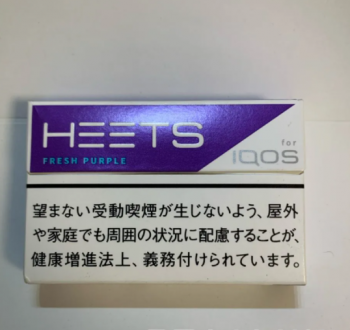 HEETS
FRESH PURPLE
for
IQOS
望まない受動喫煙が生じないよう、屋外
や家庭でも周囲の状況に配慮することが、
健康増進法上、義務付けられています。